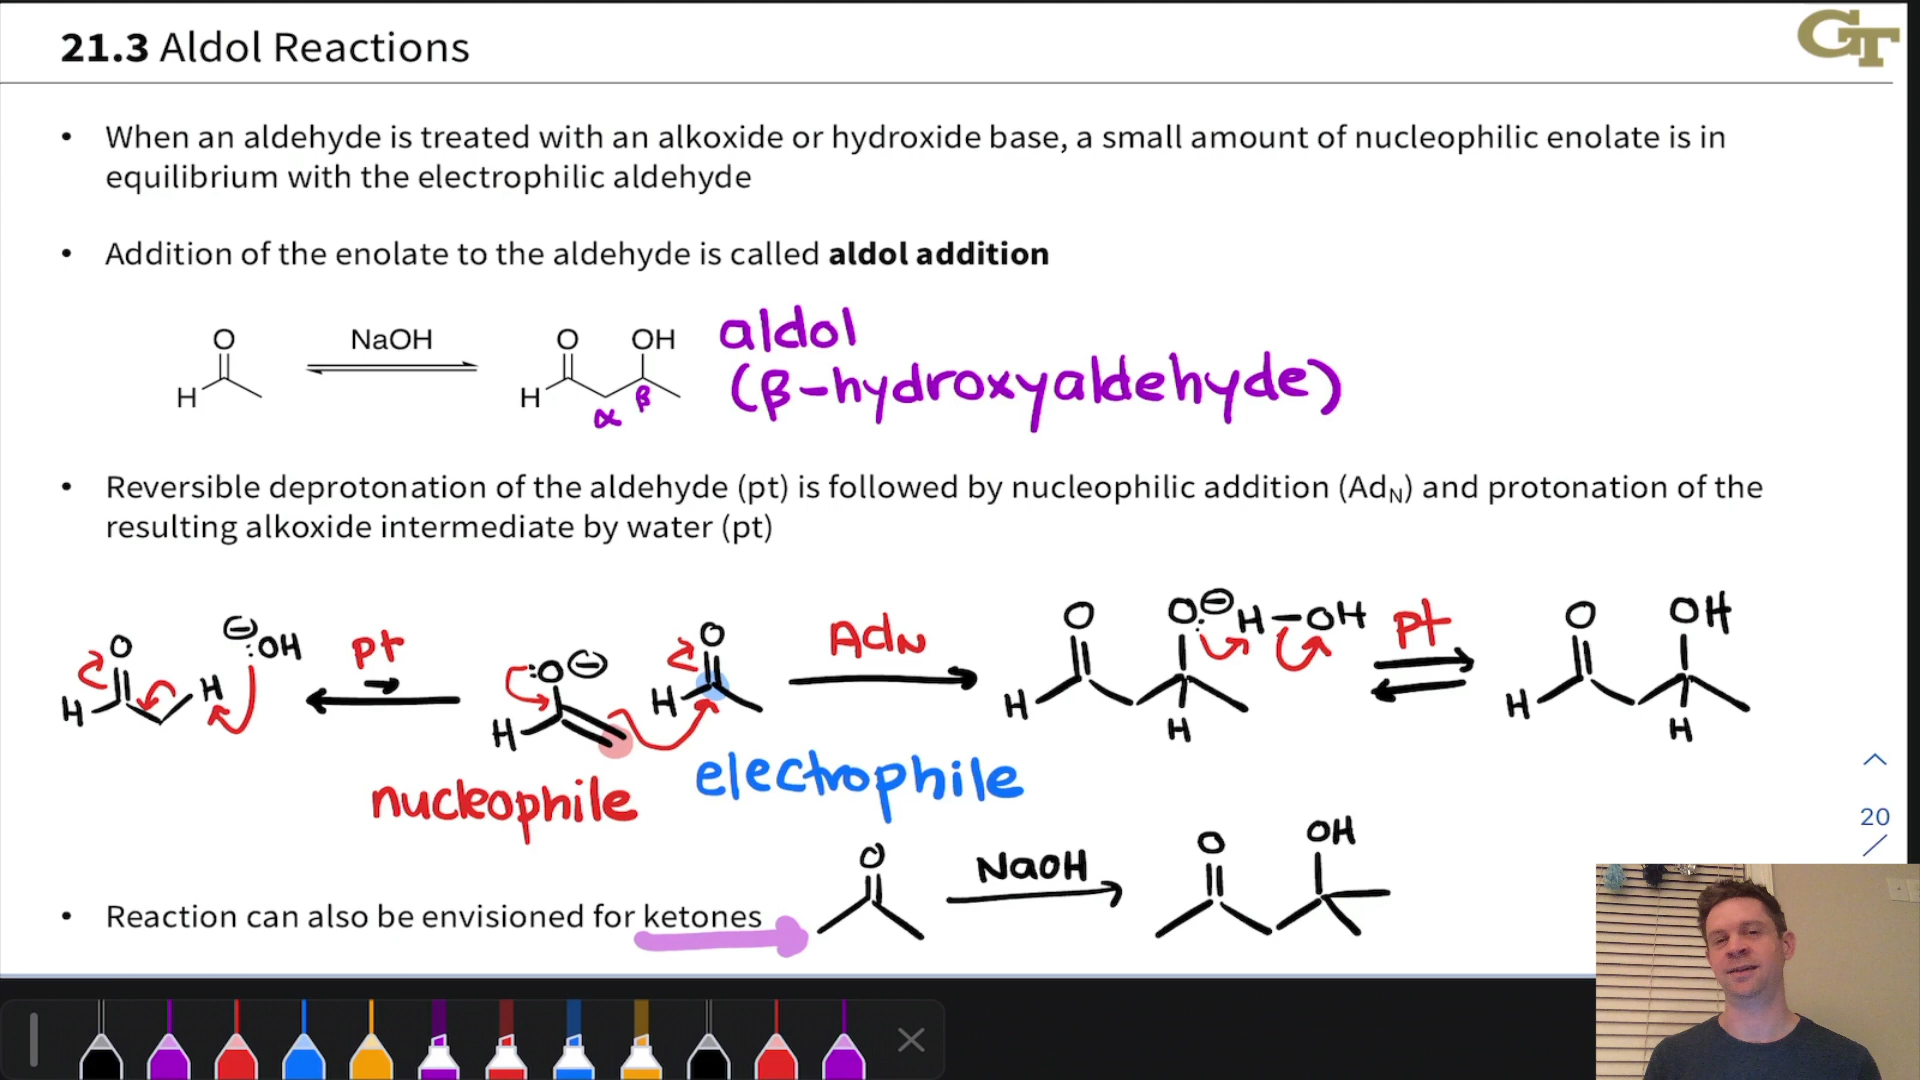 21.3 Aldol Reactions
GT
• When an aldehyde is treated with an alkoxide or hydroxide base, a small amount of nucleophilic enolate is in
equilibrium with the electrophilic aldehyde
• Addition of the enolate to the aldehyde is called aldol addition
O NaOH O OH aldol
H H α β (β-hydroxyaldehyde)
• Reversible deprotonation of the aldehyde (pt) is followed by nucleophilic addition (AdN) and protonation of the
resulting alkoxide intermediate by water (pt)
O ⊖ :OH pt :O ⊖ O AdN O O: ⊖ H-OH pt O OH
H H H H H H H H
nucleophile electrophile
20
O NaOH O OH
• Reaction can also be envisioned for ketones